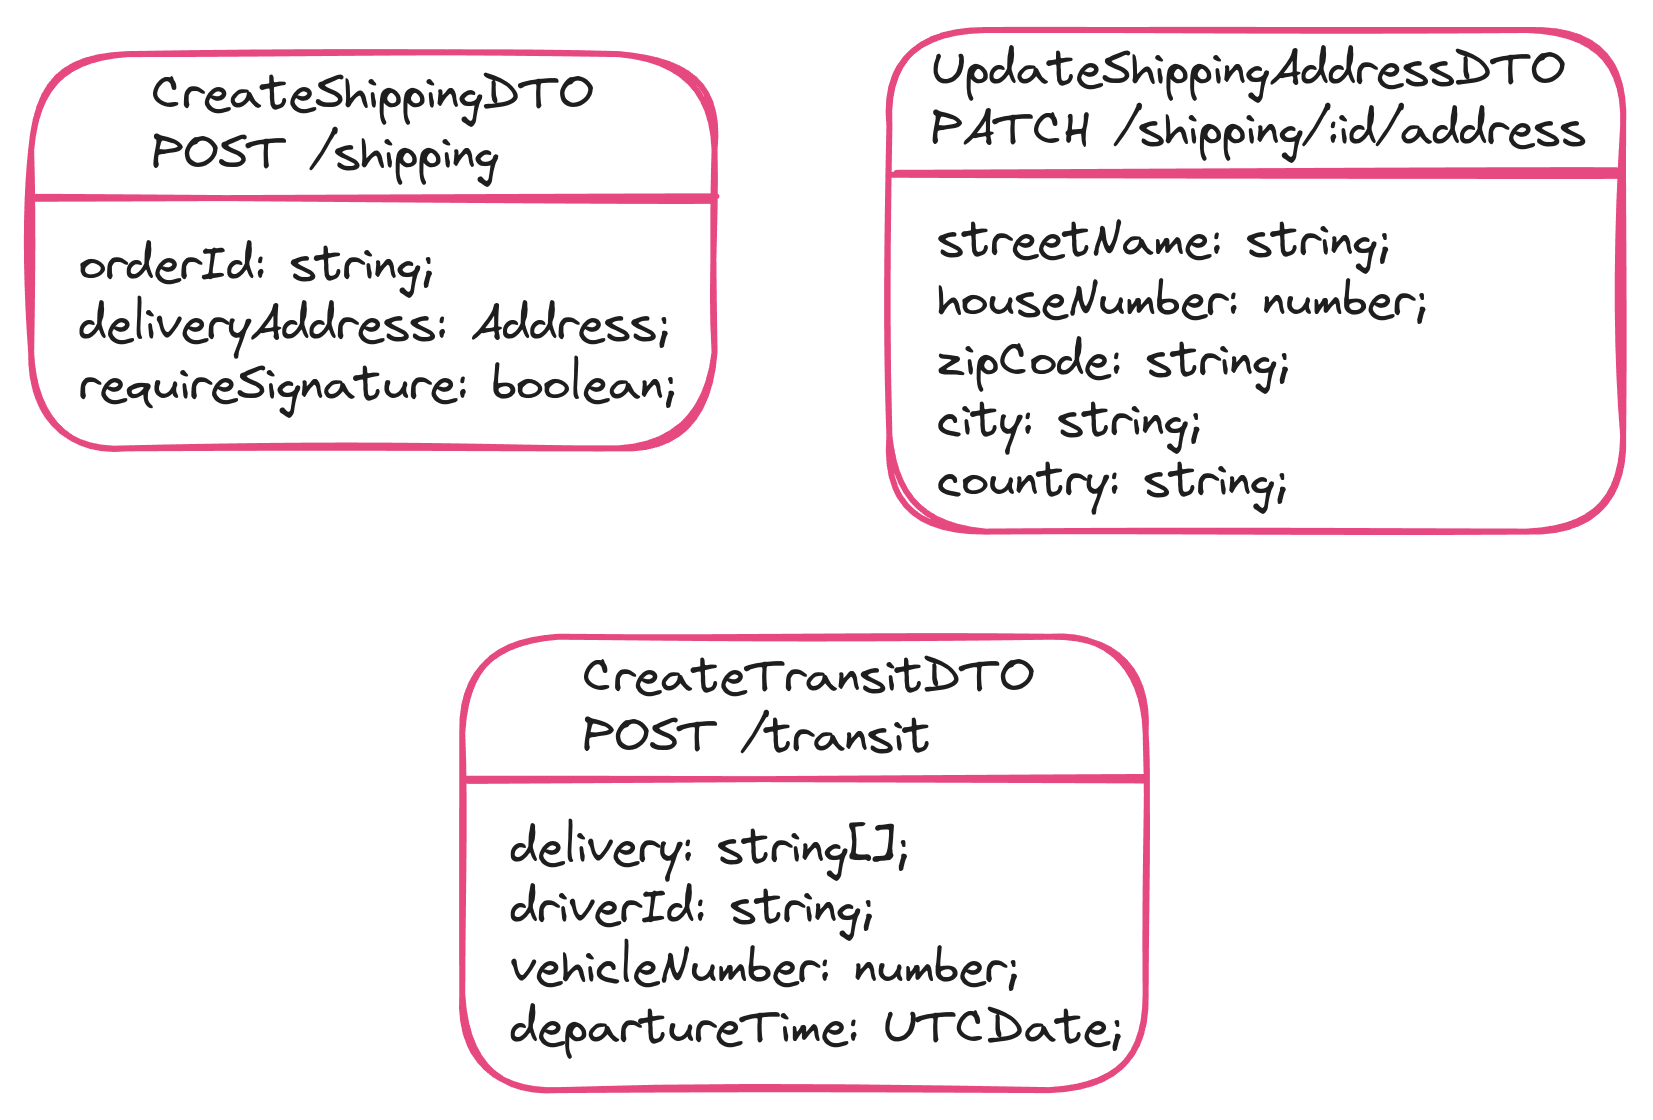 CreateShippingDTO
POST /shipping
orderId: string;
deliveryAddress: Address;
requireSignature: boolean;
UpdateShippingAddressDTO
PATCH /shipping/:id/address
streetName: string;
houseNumber: number;
zipCode: string;
city: string;
country: string;
CreateTransitDTO
POST /transit
delivery: string[];
driverId: string;
vehicleNumber: number;
departureTime: UTCDate;